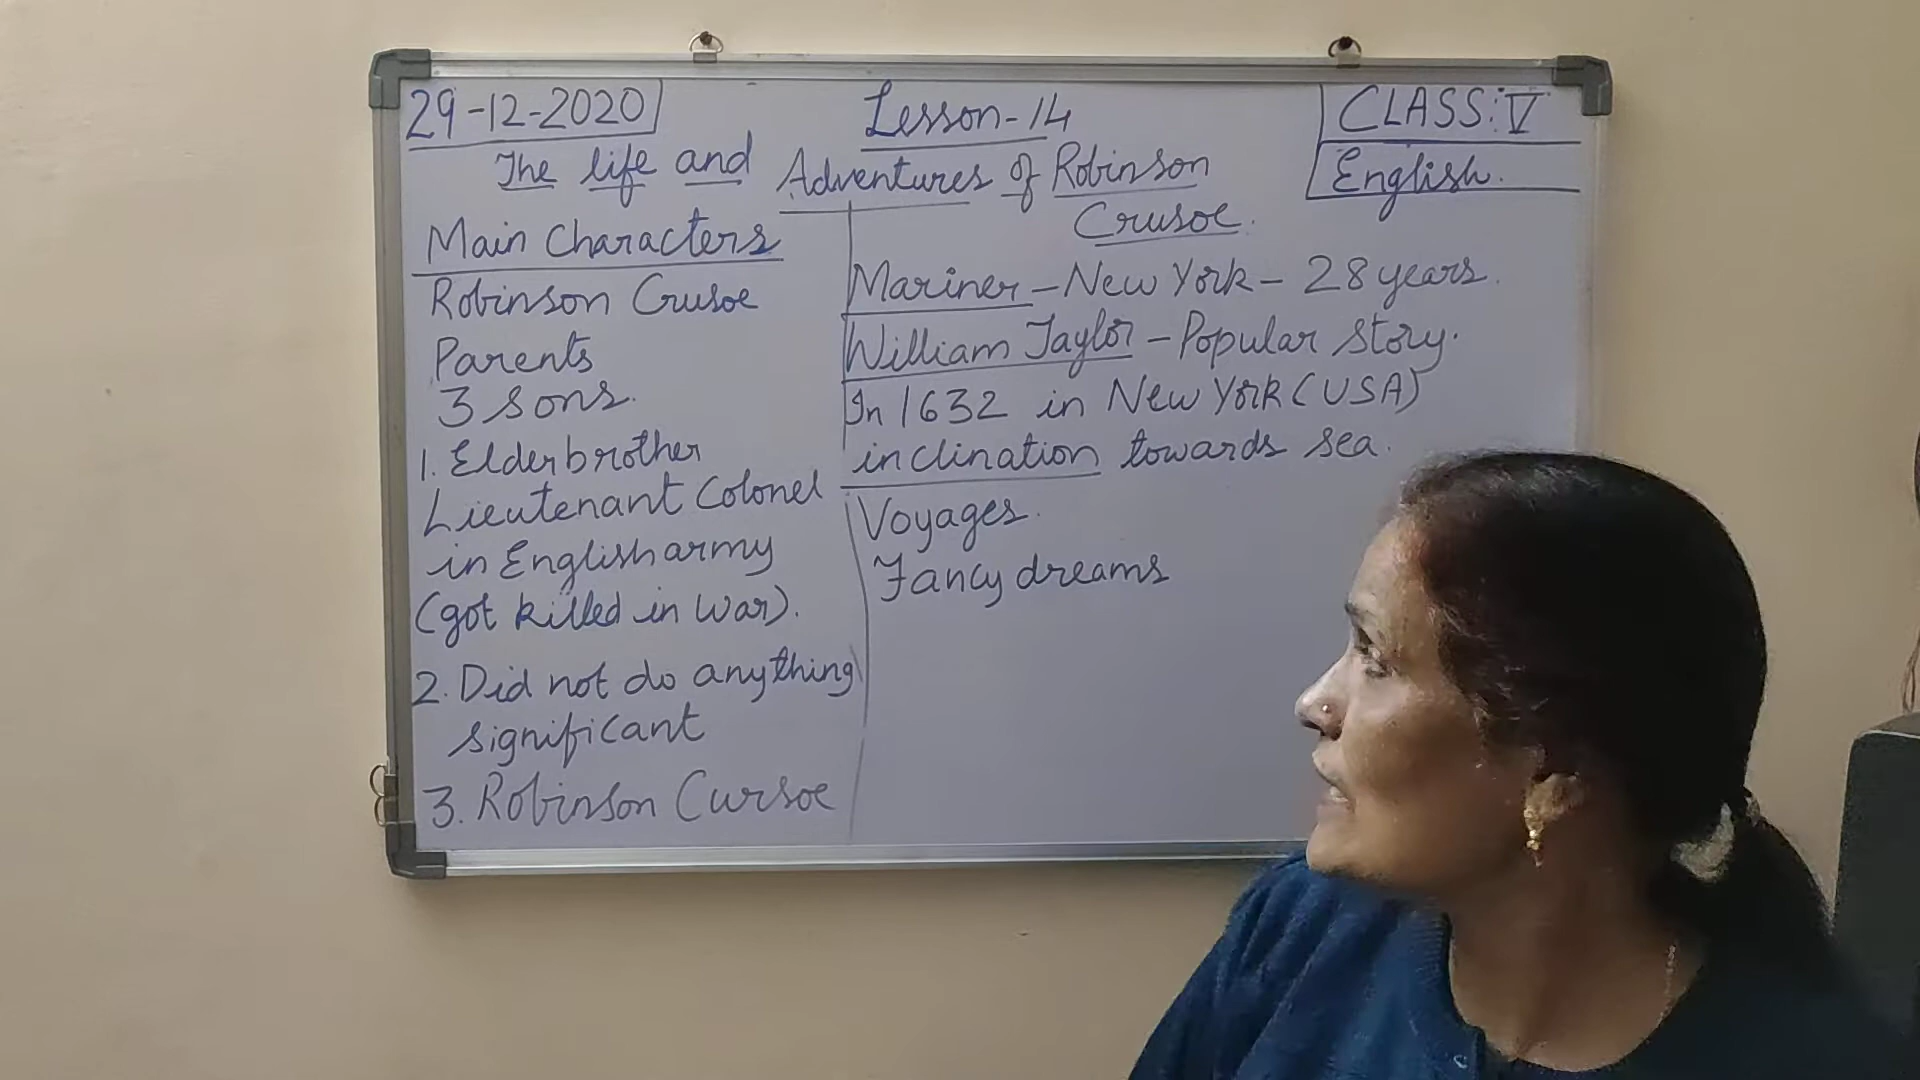 29-12-2020
Lesson-14
CLASS: V
English.
The life and Adventures of Robinson
Crusoe.
Main Characters
Robinson Crusoe
Parents
3 sons.
1. Elder brother
Lieutenant Colonel
in English army
(got killed in war).
2. Did not do anything
significant
3. Robinson Cursoe
Mariner - New York - 28 years.
William Taylor - Popular story.
In 1632 in New York (USA)
inclination towards sea.
Voyages.
Fancy dreams